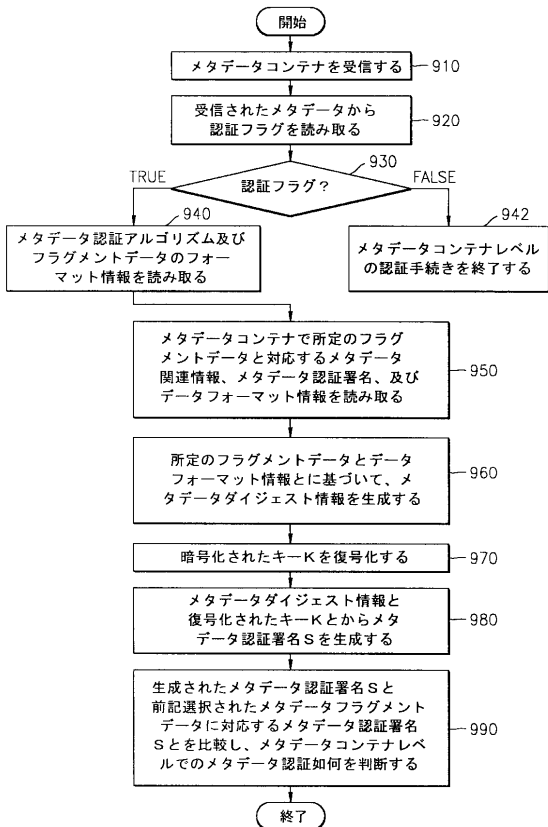 開始
メタデータコンテナを受信する
910
受信されたメタデータから
認証フラグを読み取る
920
930
認証フラグ？
TRUE
FALSE
940
メタデータ認証アルゴリズム及び
フラグメントデータのフォー
マット情報を読み取る
942
メタデータコンテナレベル
の認証手続きを終了する
メタデータコンテナで所定のフラグ
メントデータと対応するメタデータ
関連情報、メタデータ認証署名、及び
データフォーマット情報を読み取る
950
所定のフラグメントデータとデータ
フォーマット情報とに基づいて、メ
タデータダイジェスト情報を生成する
960
暗号化されたキーKを復号化する
970
メタデータダイジェスト情報と
復号化されたキーKとからメタ
データ認証署名Sを生成する
980
生成されたメタデータ認証署名Sと
前記選択されたメタデータフラグメント
データに対応するメタデータ認証署名
Sとを比較し、メタデータコンテナレベ
ルでのメタデータ認証如何を判断する
990
終了